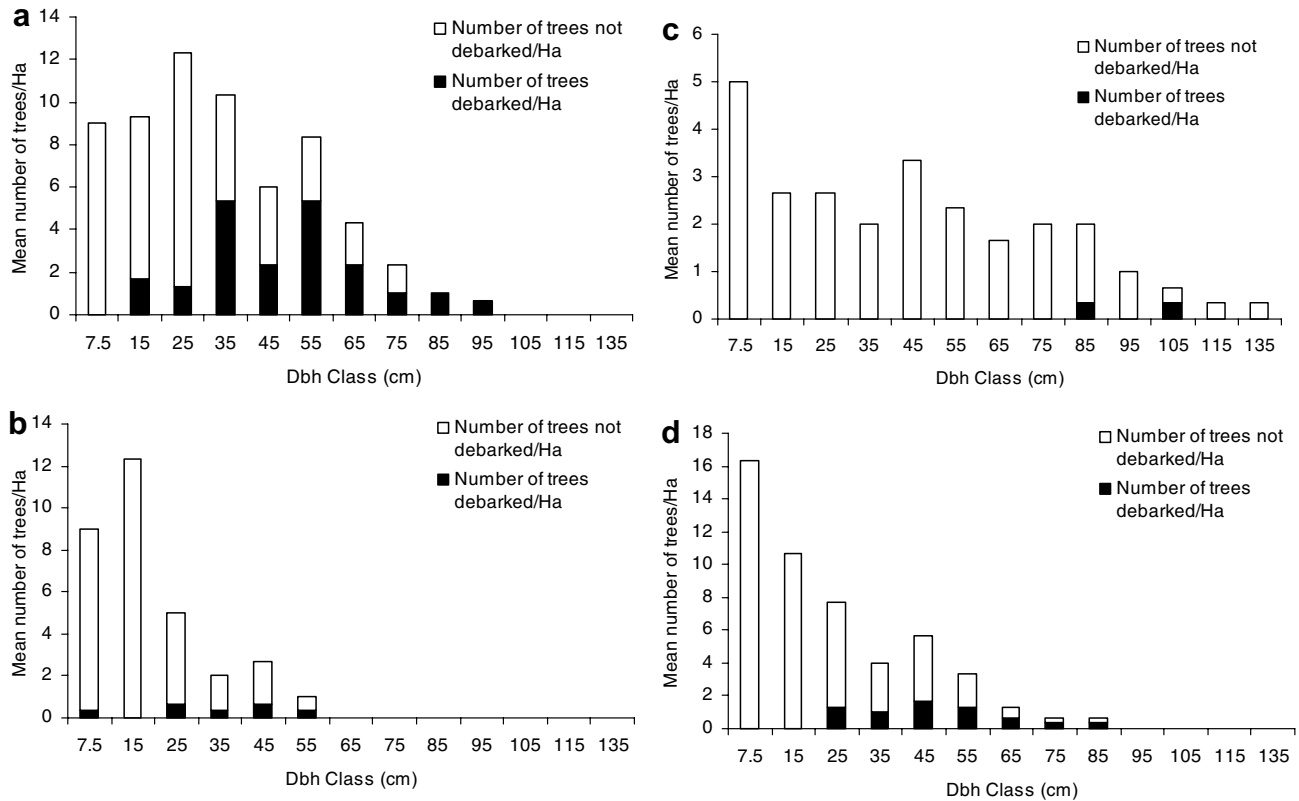 a
14
12
10
8
6
4
2
0
Mean number of trees/Ha
Number of trees not
debarked/Ha
Number of trees
debarked/Ha
7.5 15 25 35 45 55 65 75 85 95 105 115 135
Dbh Class (cm)
c
6
5
4
3
2
1
0
Mean number of trees/Ha
Number of trees not
debarked/Ha
Number of trees
debarked/Ha
7.5 15 25 35 45 55 65 75 85 95 105 115 135
Dbh Class (cm)
b
14
12
10
8
6
4
2
0
Mean number of trees/Ha
Number of trees not
debarked/Ha
Number of trees
debarked/Ha
7.5 15 25 35 45 55 65 75 85 95 105 115 135
Dbh Class (cm)
d
18
16
14
12
10
8
6
4
2
0
Mean number of trees/Ha
Number of trees not
debarked/Ha
Number of trees
debarked/Ha
7.5 15 25 35 45 55 65 75 85 95 105 115 135
Dbh Class (cm)